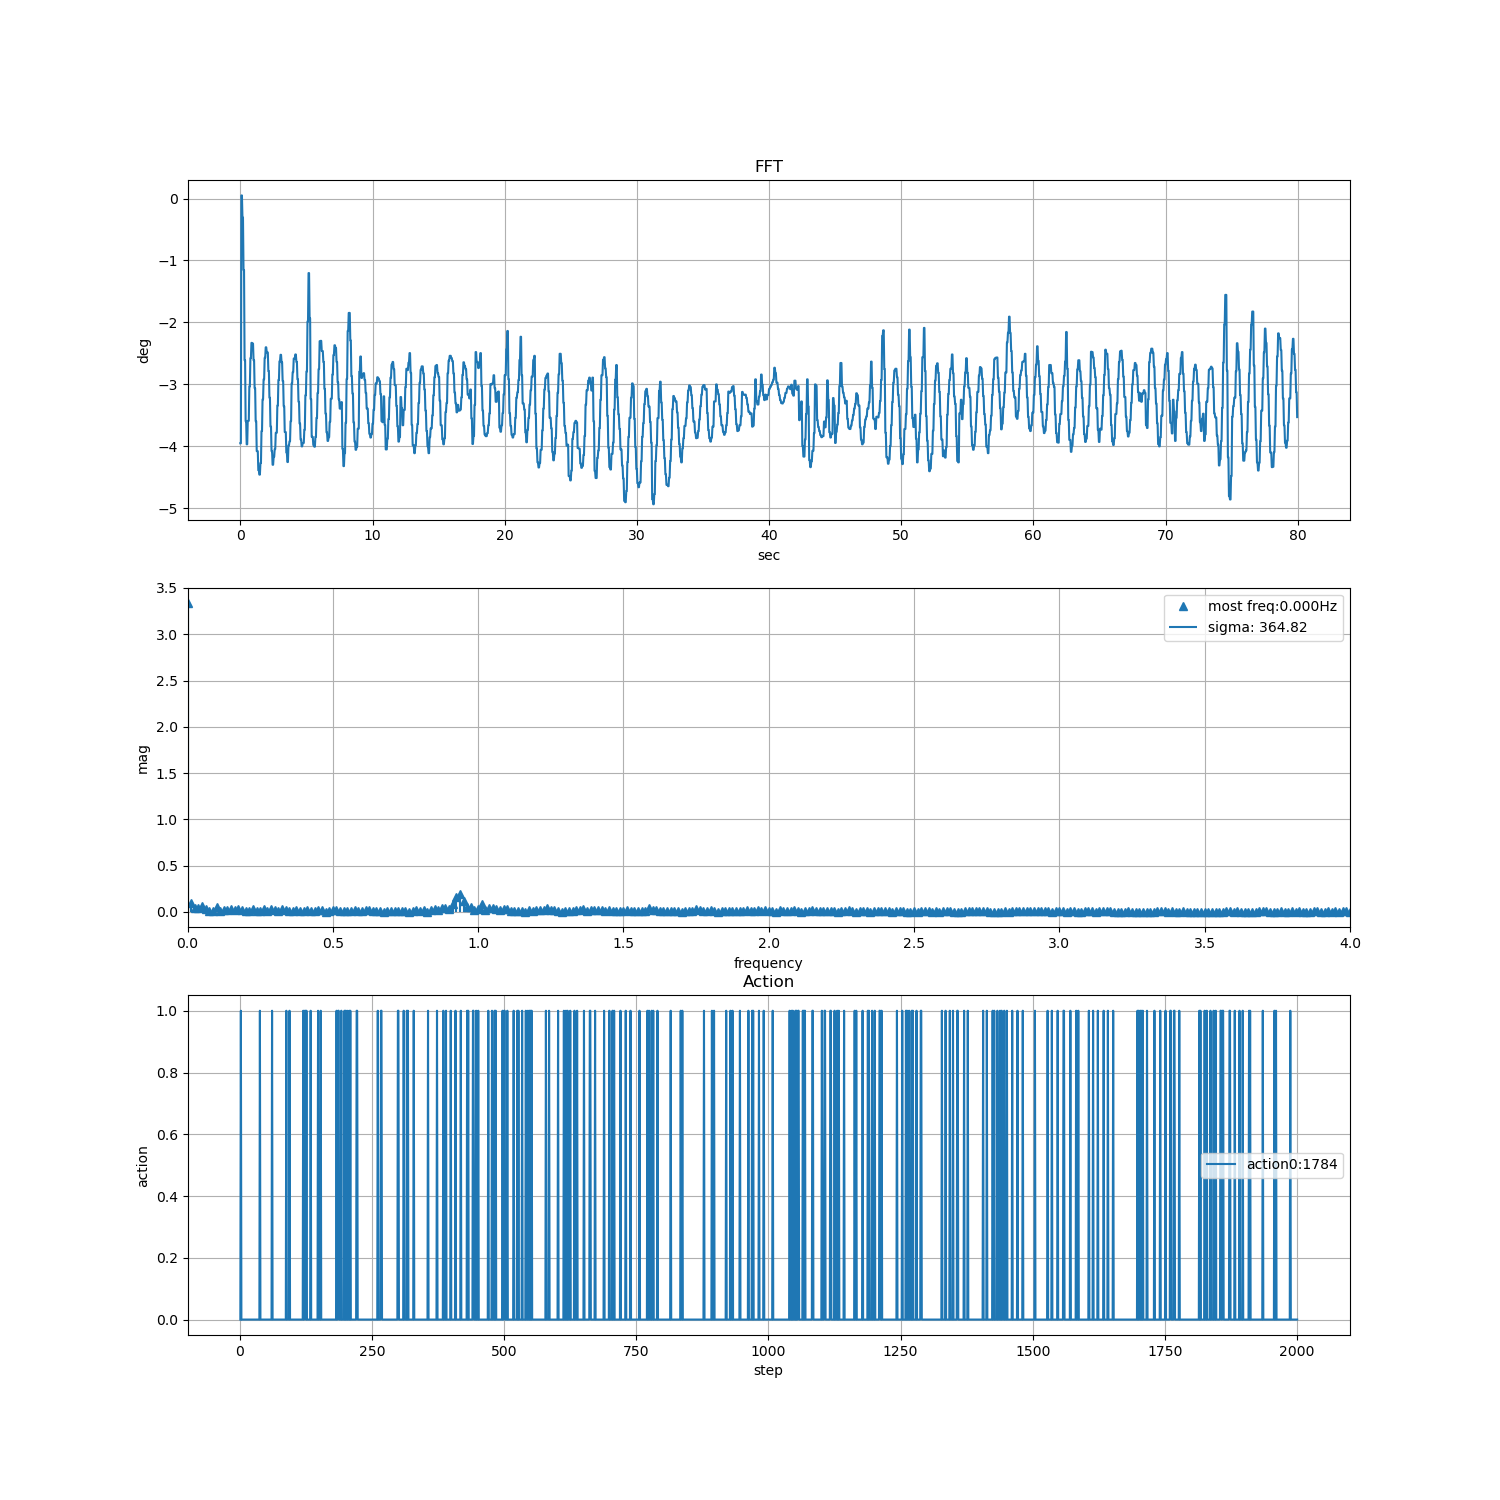 FFT
0
−1
−2
−3
−4
−5
deg
0 10 20 30 40 50 60 70 80
sec
3.5
3.0
2.5
2.0
1.5
1.0
0.5
0.0
mag
most freq:0.000Hz
sigma: 364.82
0.0 0.5 1.0 1.5 2.0 2.5 3.0 3.5 4.0
frequency
Action
1.0
0.8
0.6
0.4
0.2
0.0
action
action0:1784
0 250 500 750 1000 1250 1500 1750 2000
step